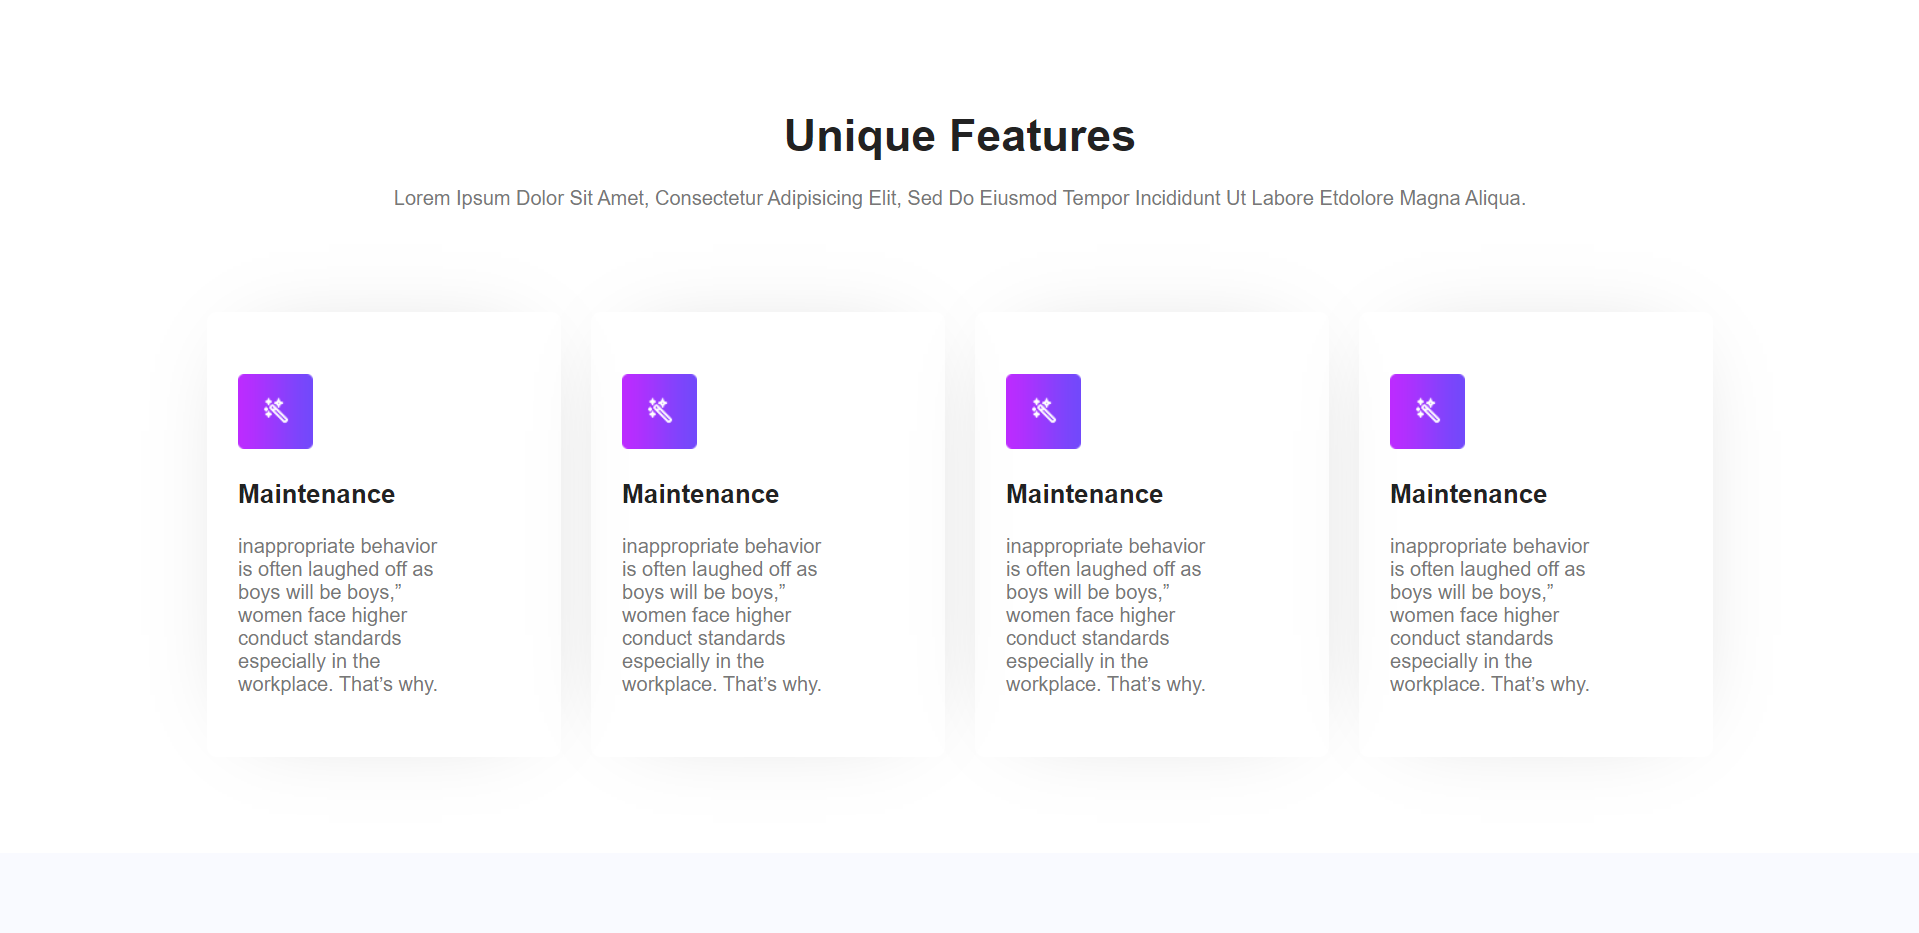 Unique Features
Lorem Ipsum Dolor Sit Amet, Consectetur Adipisicing Elit, Sed Do Eiusmod Tempor Incididunt Ut Labore Etdolore Magna Aliqua.
Maintenance
inappropriate behavior
is often laughed off as
boys will be boys,”
women face higher
conduct standards
especially in the
workplace. That’s why.
Maintenance
inappropriate behavior
is often laughed off as
boys will be boys,”
women face higher
conduct standards
especially in the
workplace. That’s why.
Maintenance
inappropriate behavior
is often laughed off as
boys will be boys,”
women face higher
conduct standards
especially in the
workplace. That’s why.
Maintenance
inappropriate behavior
is often laughed off as
boys will be boys,”
women face higher
conduct standards
especially in the
workplace. That’s why.